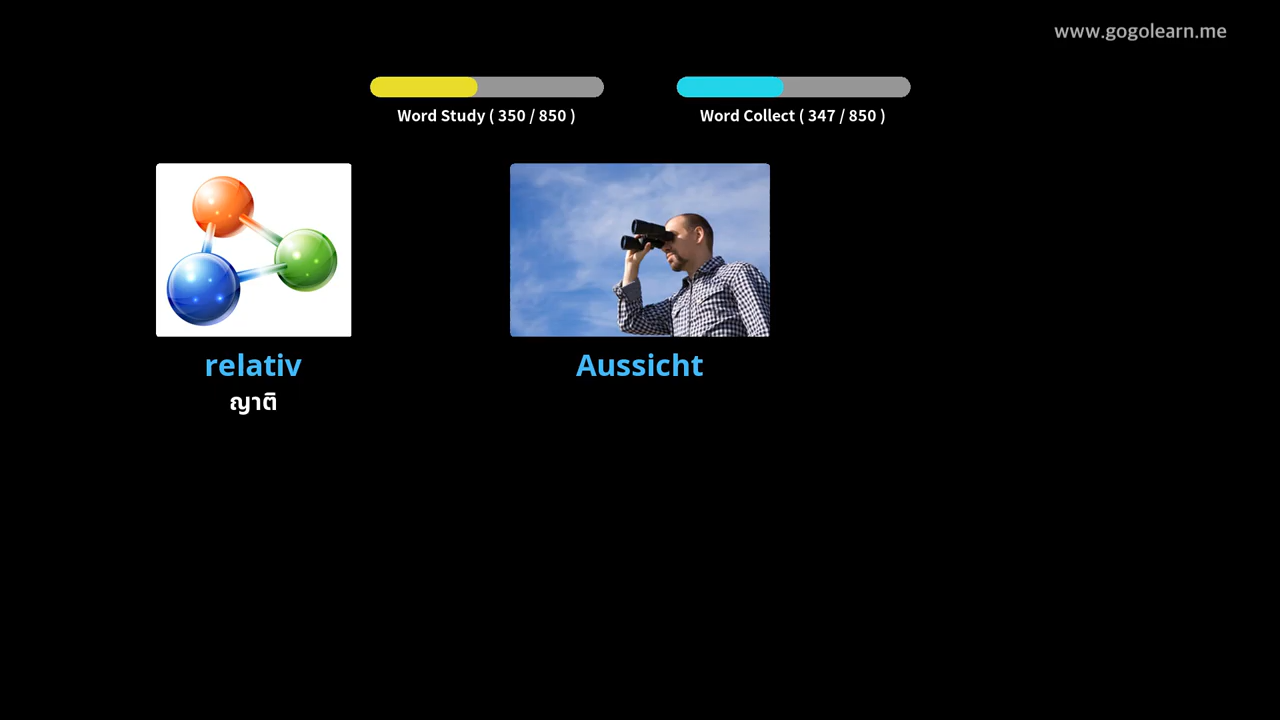 www.gogolearn.me
Word Study ( 350 / 850 )
Word Collect ( 347 / 850 )
relativ
ญาติ
Aussicht